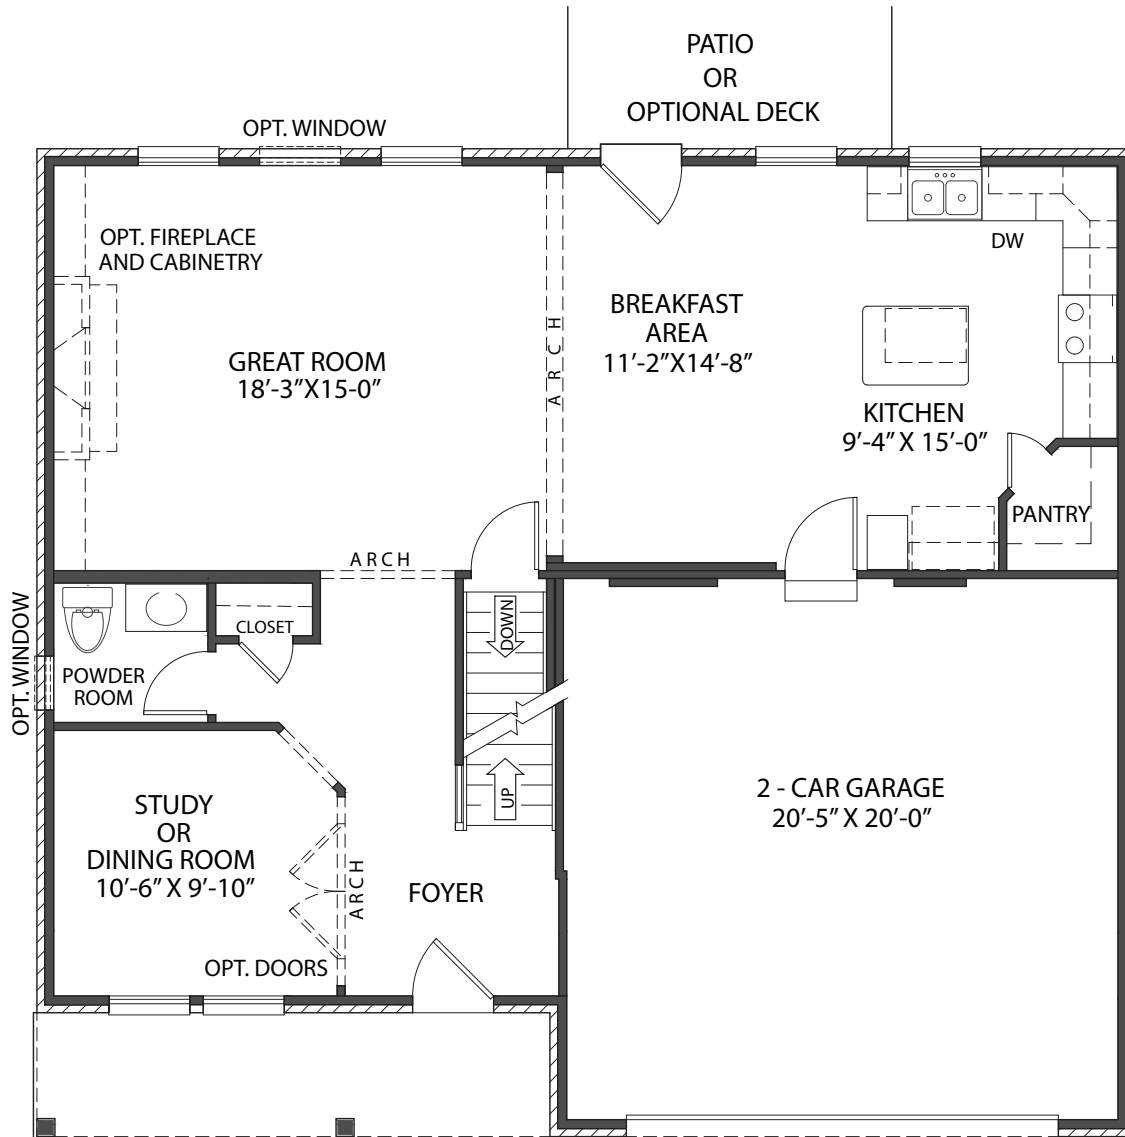 PATIO
OR
OPTIONAL DECK
OPT. WINDOW
OPT. FIREPLACE
AND CABINETRY
DW
GREAT ROOM
18'-3"X15-0"
ARCH
BREAKFAST
AREA
11'-2"X14'-8"
KITCHEN
9'-4" X 15'-0"
PANTRY
ARCH
OPT. WINDOW
POWDER
ROOM
CLOSET
DOWN
UP
STUDY
OR
DINING ROOM
10'-6" X 9'-10"
ARCH
OPT. DOORS
FOYER
2 - CAR GARAGE
20'-5" X 20'-0"